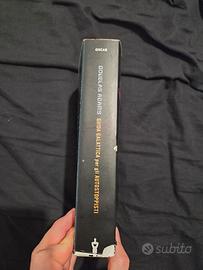 OSCAR
DOUGLAS ADAMS
GUIDA GALATTICA per gli AUTOSTOPPISTI
subito